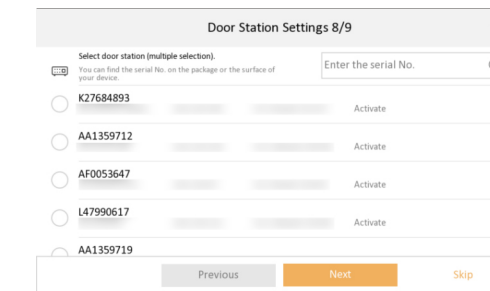 Door Station Settings 8/9
Select door station (multiple selection).
You can find the serial No. on the package or the surface of
your device.
Enter the serial No.
K27684893
Activate
AA1359712
Activate
AF0053647
Activate
L47990617
Activate
AA1359719
Previous
Next
Skip